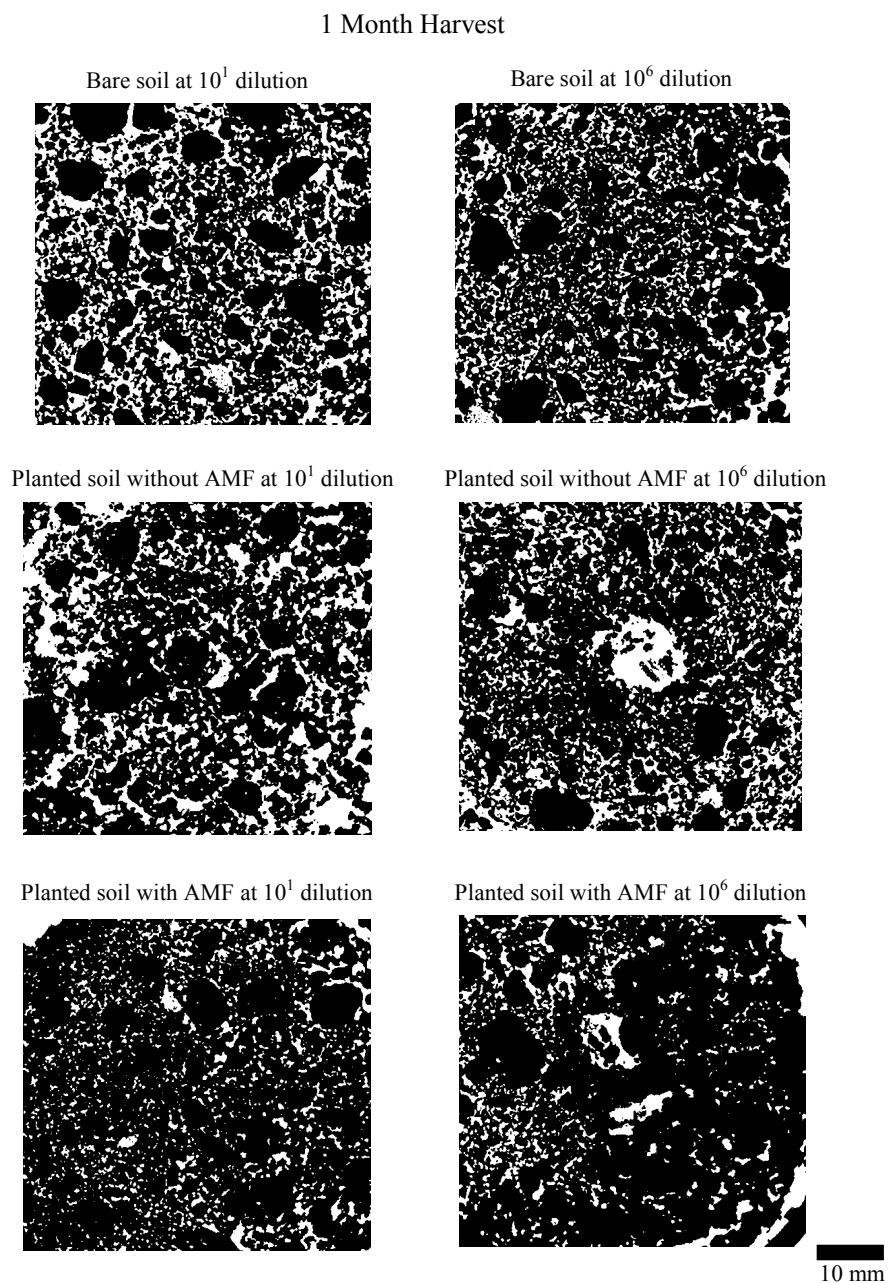 1 Month Harvest
Bare soil at 10¹ dilution
Bare soil at 10⁶ dilution
Planted soil without AMF at 10¹ dilution
Planted soil without AMF at 10⁶ dilution
Planted soil with AMF at 10¹ dilution
Planted soil with AMF at 10⁶ dilution
10 mm